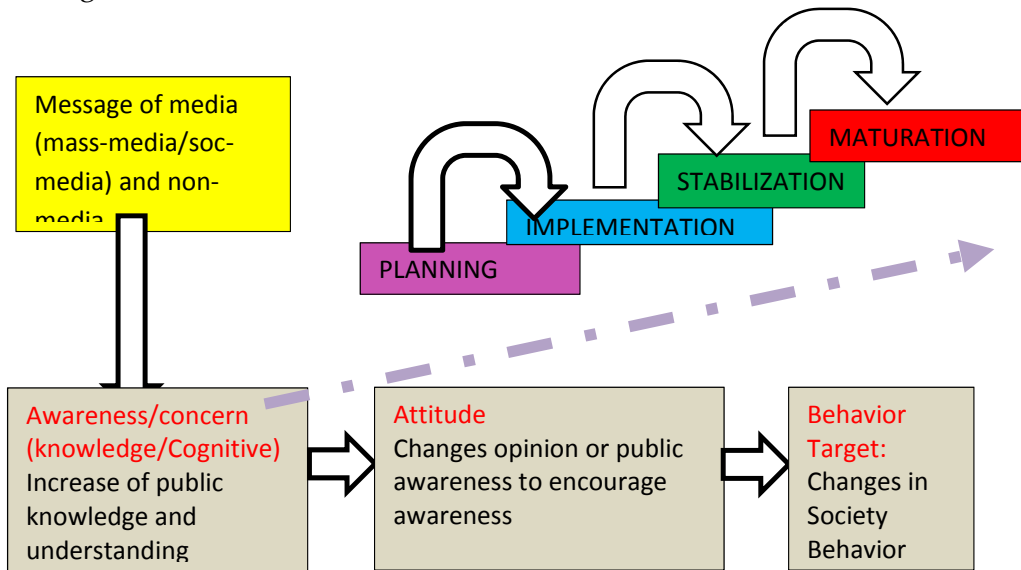 Message of media
(mass-media/soc-
media) and non-
media
MATURATION
STABILIZATION
IMPLEMENTATION
PLANNING
Awareness/concern
(knowledge/Cognitive)
Increase of public
knowledge and
understanding
Attitude
Changes opinion or public
awareness to encourage
awareness
Behavior
Target:
Changes in
Society
Behavior